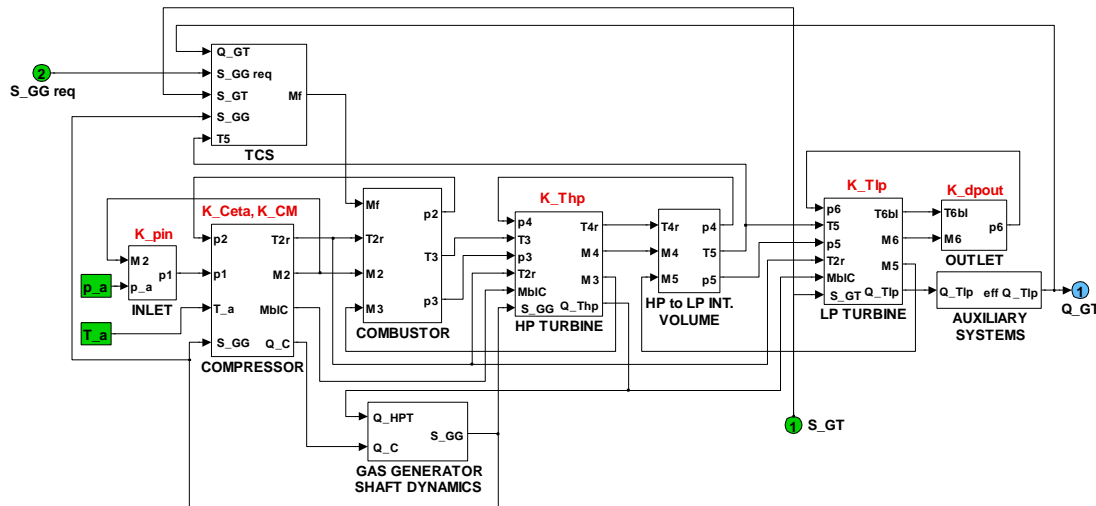 Q_GT
S_GG req
S_GT
S_GG
T5
Mf
TCS
2
S_GG req
K_pin
M2
p_a
p1
INLET
p_a
T_a
K_Ceta, K_CM
p2
p1
T_a
S_GG
T2r
M2
MblC
Q_C
COMPRESSOR
Mf
T2r
M2
M3
p2
T3
p3
COMBUSTOR
K_Thp
p4
T3
p3
T2r
MblC
S_GG
T4r
M4
M3
Q_Thp
HP TURBINE
T4r
M4
M5
p4
T5
p5
HP to LP INT.
VOLUME
K_Tlp
p6
T5
p5
T2r
MblC
S_GT
T6bl
M6
M5
Q_Tlp
LP TURBINE
K_dpout
T6bl
M6
p6
OUTLET
Q_Tlp
eff Q_Tlp
AUXILIARY
SYSTEMS
1
Q_GT
Q_HPT
Q_C
S_GG
GAS GENERATOR
SHAFT DYNAMICS
1
S_GT